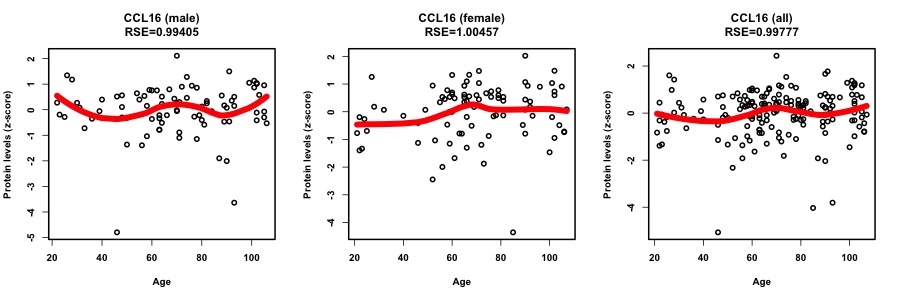 CCL16 (male)
RSE=0.99405
Protein levels (z-score)
2
1
0
-1
-2
-3
-4
-5
20 40 60 80 100
Age
CCL16 (female)
RSE=1.00457
Protein levels (z-score)
2
1
0
-1
-2
-3
-4
20 40 60 80 100
Age
CCL16 (all)
RSE=0.99777
Protein levels (z-score)
2
0
-2
-4
20 40 60 80 100
Age